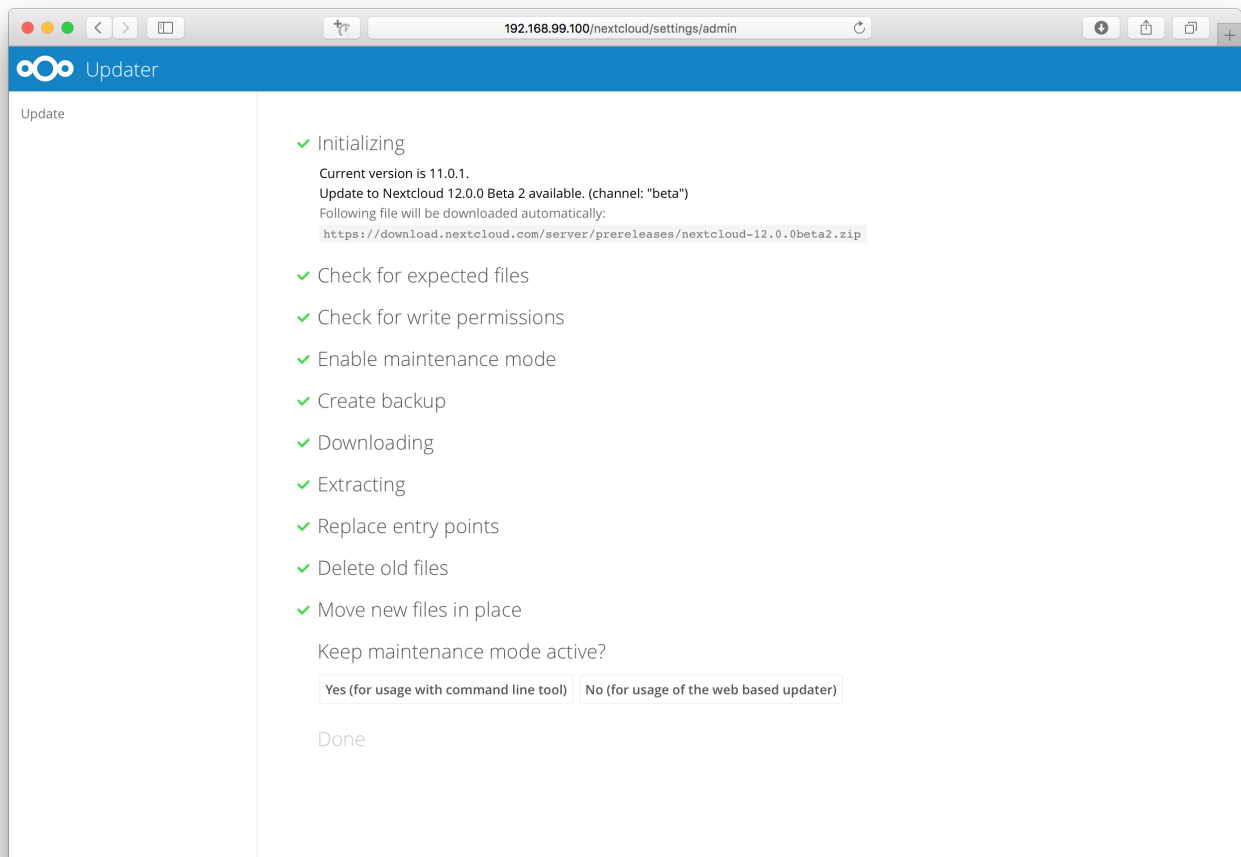 192.168.99.100/nextcloud/settings/admin
Updater
Update
Initializing
Current version is 11.0.1.
Update to Nextcloud 12.0.0 Beta 2 available. (channel: "beta")
Following file will be downloaded automatically:
https://download.nextcloud.com/server/prereleases/nextcloud-12.0.0beta2.zip
Check for expected files
Check for write permissions
Enable maintenance mode
Create backup
Downloading
Extracting
Replace entry points
Delete old files
Move new files in place
Keep maintenance mode active?
Yes (for usage with command line tool) No (for usage of the web based updater)
Done